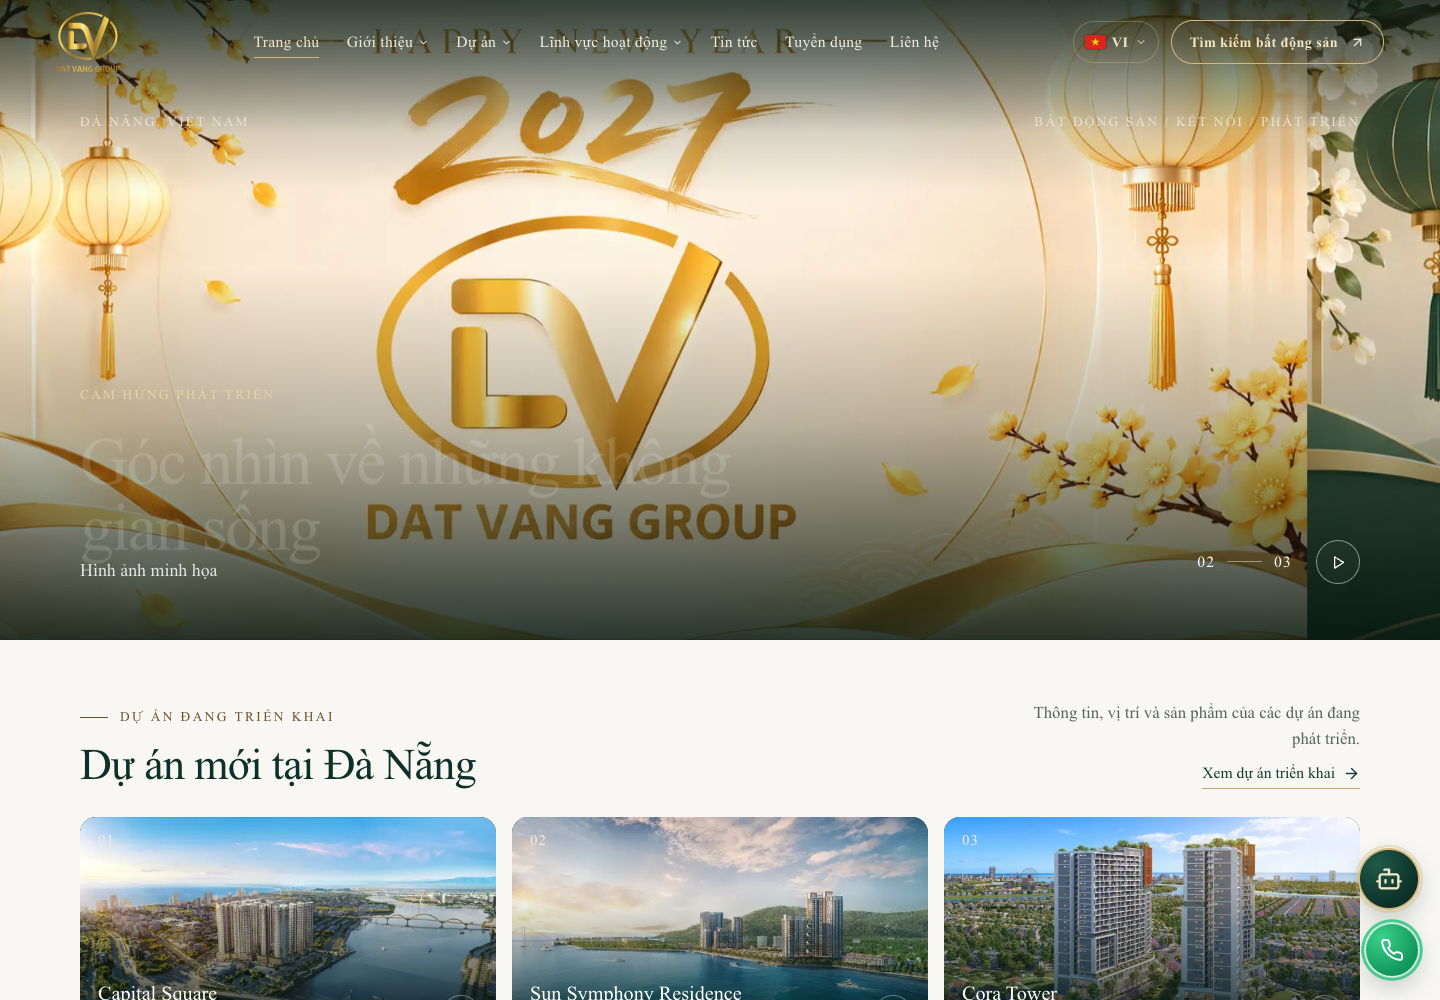 HAPPY NEW YEAR
DAT VANG GROUP
Trang chủ
Giới thiệu
Dự án
Lĩnh vực hoạt động
Tin tức
Tuyển dụng
Liên hệ
VI
Tìm kiếm bất động sản
ĐÀ NẴNG, VIỆT NAM
BẤT ĐỘNG SẢN / KẾT NỐI / PHÁT TRIỂN
2027
DAT VANG GROUP
CẢM HỨNG PHÁT TRIỂN
Góc nhìn về những không
gian sống
Hình ảnh minh họa
02
03
DỰ ÁN ĐANG TRIỂN KHAI
Dự án mới tại Đà Nẵng
Thông tin, vị trí và sản phẩm của các dự án đang
phát triển.
Xem dự án triển khai
01
Capital Square
02
Sun Symphony Residence
03
Cora Tower